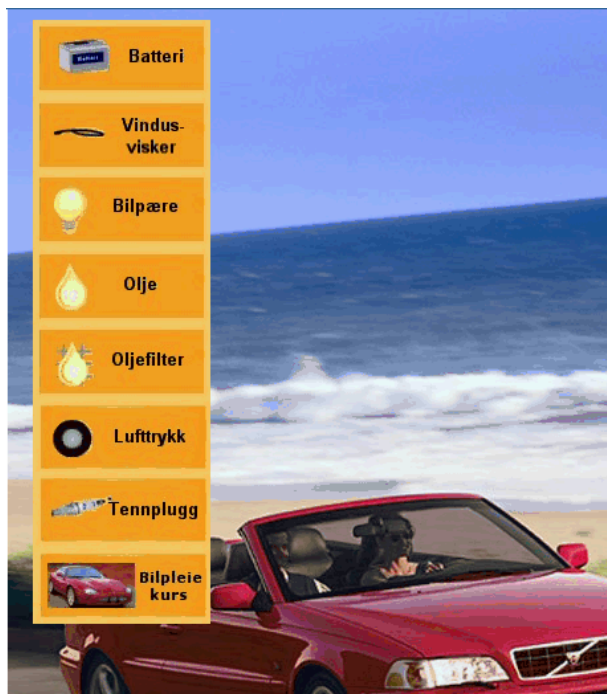 Batteri
Batteri
Vindus-
visker
Bilpære
Olje
Oljefilter
Lufttrykk
Tennplugg
Bilpleie
kurs